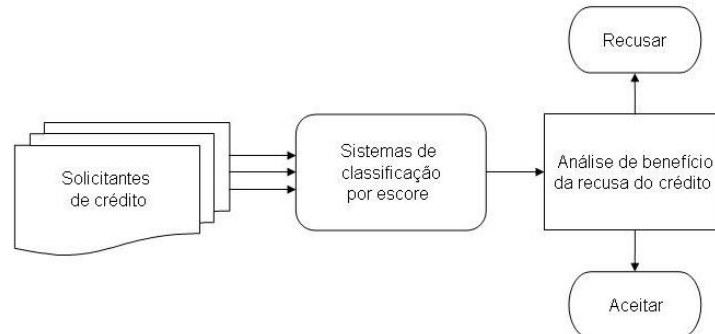 Solicitantes
de crédito
Sistemas de
classificação
por escore
Recusar
Análise de benefício
da recusa do crédito
Aceitar